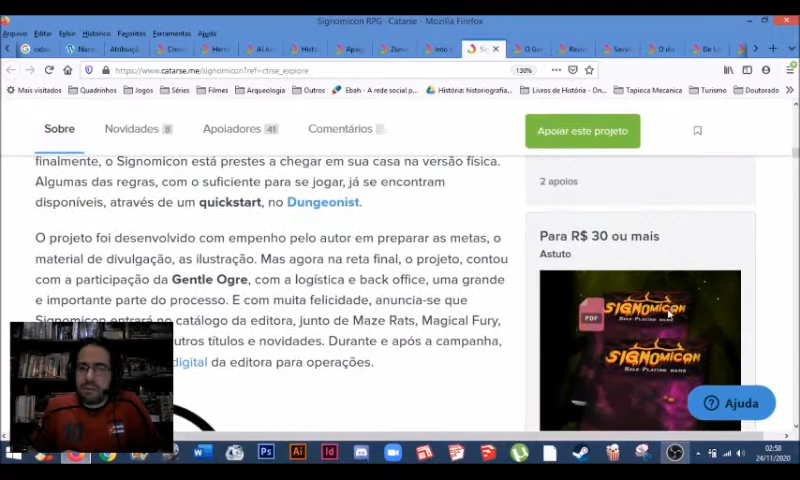 Signomicon RPG · Catarse - Mozilla Firefox
Arquivo Editar Exibir Histórico Favoritos Ferramentas Ajuda
https://www.catarse.me/signomicon?ref=ctrse_explore
130%
Mais visitados Quadrinhos Jogos Séries Filmes Arqueologia Outros Ebah - A rede social p... História: historiografia... Livros de História - On... Tapioca Mecanica Turismo Doutorado
Sobre Novidades 8 Apoiadores 41 Comentários
Apoiar este projeto
finalmente, o Signomicon está prestes a chegar em sua casa na versão física.
Algumas das regras, com o suficiente para se jogar, já se encontram
disponíveis, através de um quickstart, no Dungeonist.
O projeto foi desenvolvido com empenho pelo autor em preparar as metas, o
material de divulgação, as ilustração. Mas agora na reta final, o projeto, contou
com a participação da Gentle Ogre, com a logística e back office, uma grande
e importante parte do processo. E com muita felicidade, anuncia-se que
Signomicon entrará no catálogo da editora, junto de Maze Rats, Magical Fury,
utros títulos e novidades. Durante e após a campanha,
digital da editora para operações.
2 apoios
Para R$ 30 ou mais
Astuto
PDF
SIGNOMICON
ROLE PLAYING GAME
SIGNOMICON
ROLE PLAYING GAME
Ajuda
02:58
24/11/2020